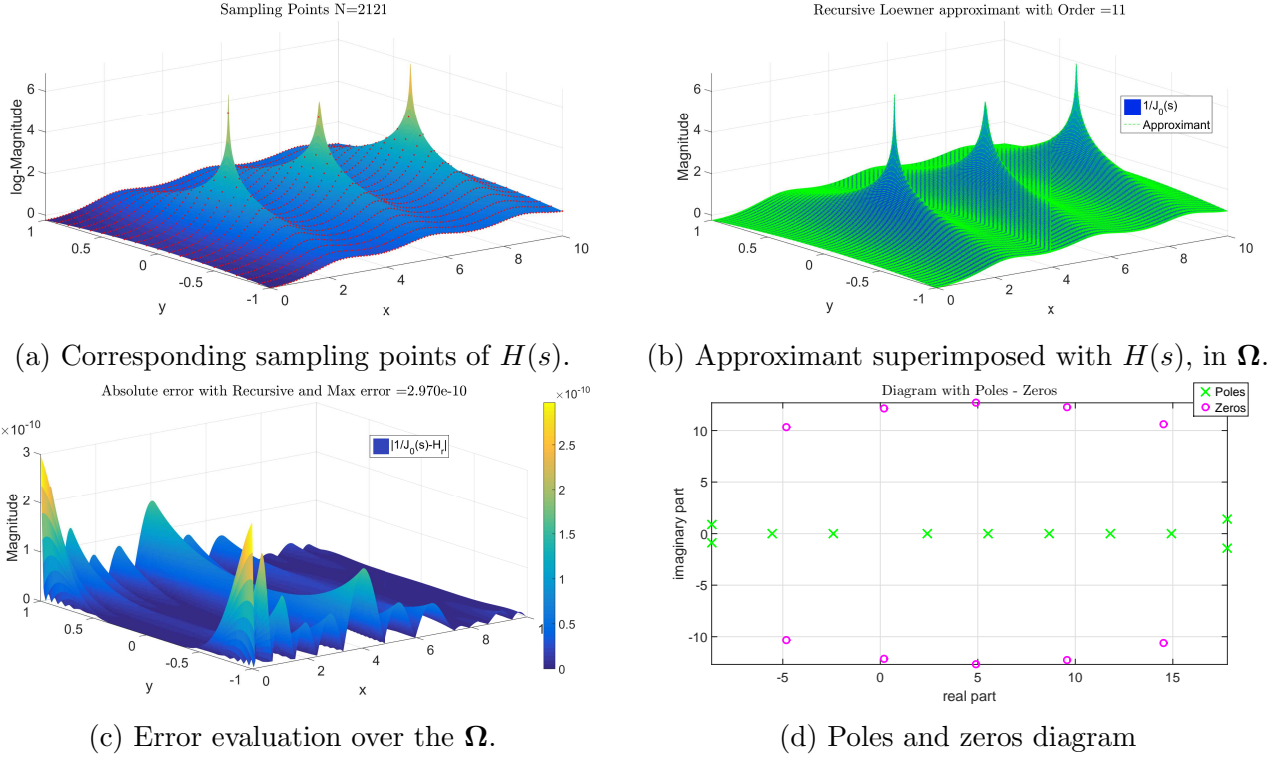 Sampling Points N=2121
log-Magnitude
6
4
2
0
1
0.5
0
-0.5
-1
y
0
2
4
6
8
10
x
(a) Corresponding sampling points of H(s).
Recursive Loewner approximant with Order =11
Magnitude
6
4
2
0
1
0.5
0
-0.5
-1
y
0
2
4
6
8
10
x
1/J₀(s)
Approximant
(b) Approximant superimposed with H(s), in Ω.
Absolute error with Recursive and Max error =2.970e-10
×10⁻¹⁰
Magnitude
3
2
1
0
1
0.5
0
-0.5
-1
y
0
2
4
6
8
1
x
|1/J₀(s)-Hᵣ|
×10⁻¹⁰
2.5
2
1.5
1
0.5
0
(c) Error evaluation over the Ω.
Diagram with Poles - Zeros
Poles
Zeros
imaginary part
10
5
0
-5
-10
-5
0
5
10
15
real part
(d) Poles and zeros diagram